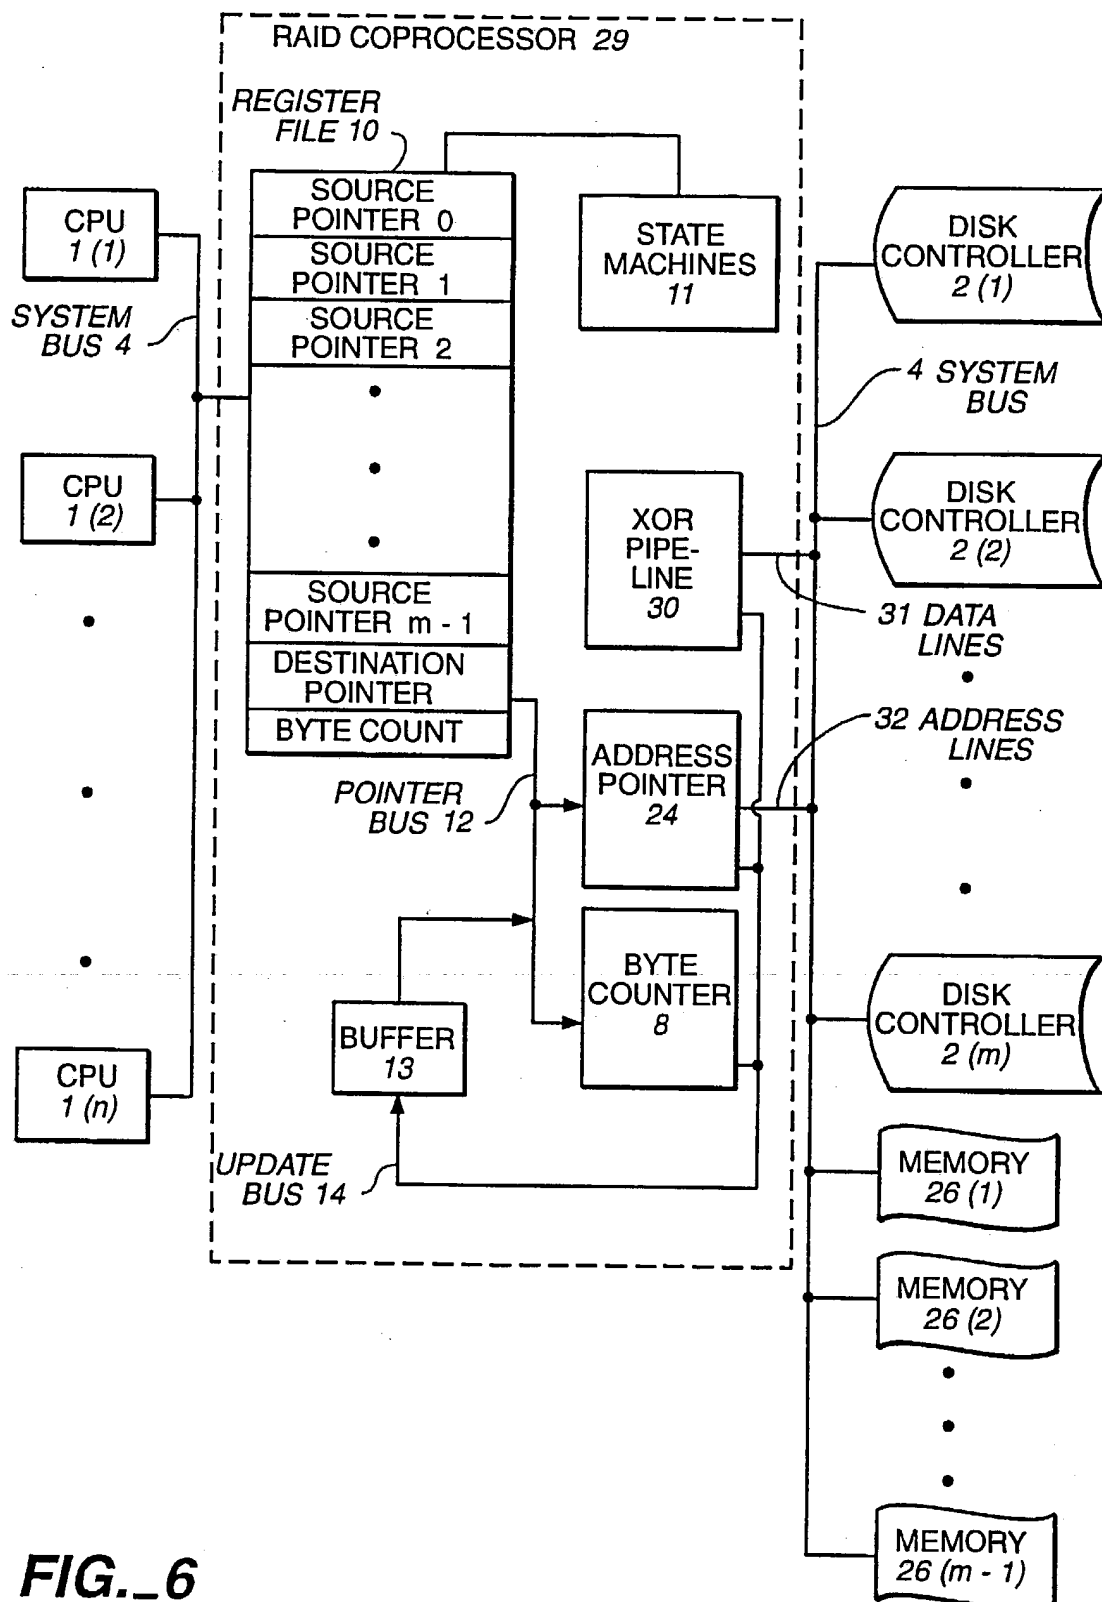 RAID COPROCESSOR 29
REGISTER
FILE 10
SOURCE
POINTER 0
SOURCE
POINTER 1
SOURCE
POINTER 2
SOURCE
POINTER m - 1
DESTINATION
POINTER
BYTE COUNT
STATE
MACHINES
11
CPU
1 (1)
SYSTEM
BUS 4
CPU
1 (2)
CPU
1 (n)
XOR
PIPE-
LINE
30
ADDRESS
POINTER
24
POINTER
BUS 12
BYTE
COUNTER
8
BUFFER
13
UPDATE
BUS 14
DISK
CONTROLLER
2 (1)
4 SYSTEM
BUS
DISK
CONTROLLER
2 (2)
31 DATA
LINES
32 ADDRESS
LINES
DISK
CONTROLLER
2 (m)
MEMORY
26 (1)
MEMORY
26 (2)
MEMORY
26 (m - 1)
FIG._6